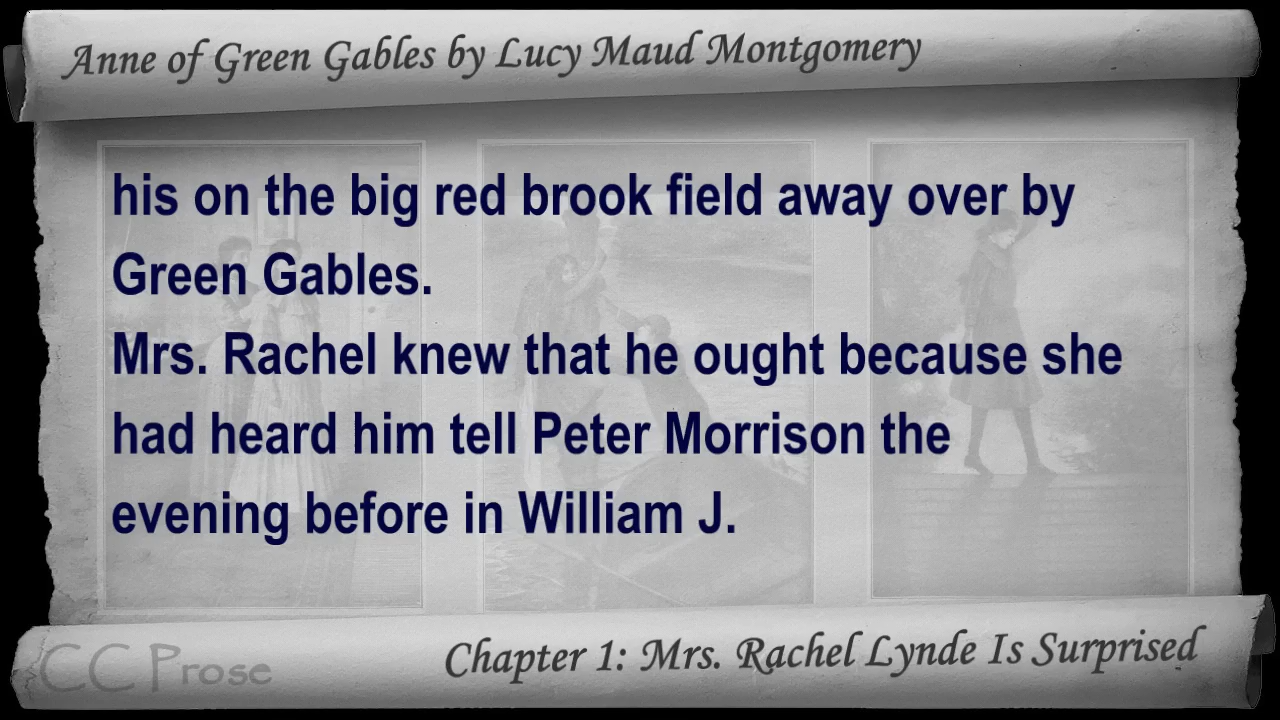 Anne of Green Gables by Lucy Maud Montgomery
his on the big red brook field away over by
Green Gables.
Mrs. Rachel knew that he ought because she
had heard him tell Peter Morrison the
evening before in William J.
CC Prose
Chapter 1: Mrs. Rachel Lynde Is Surprised